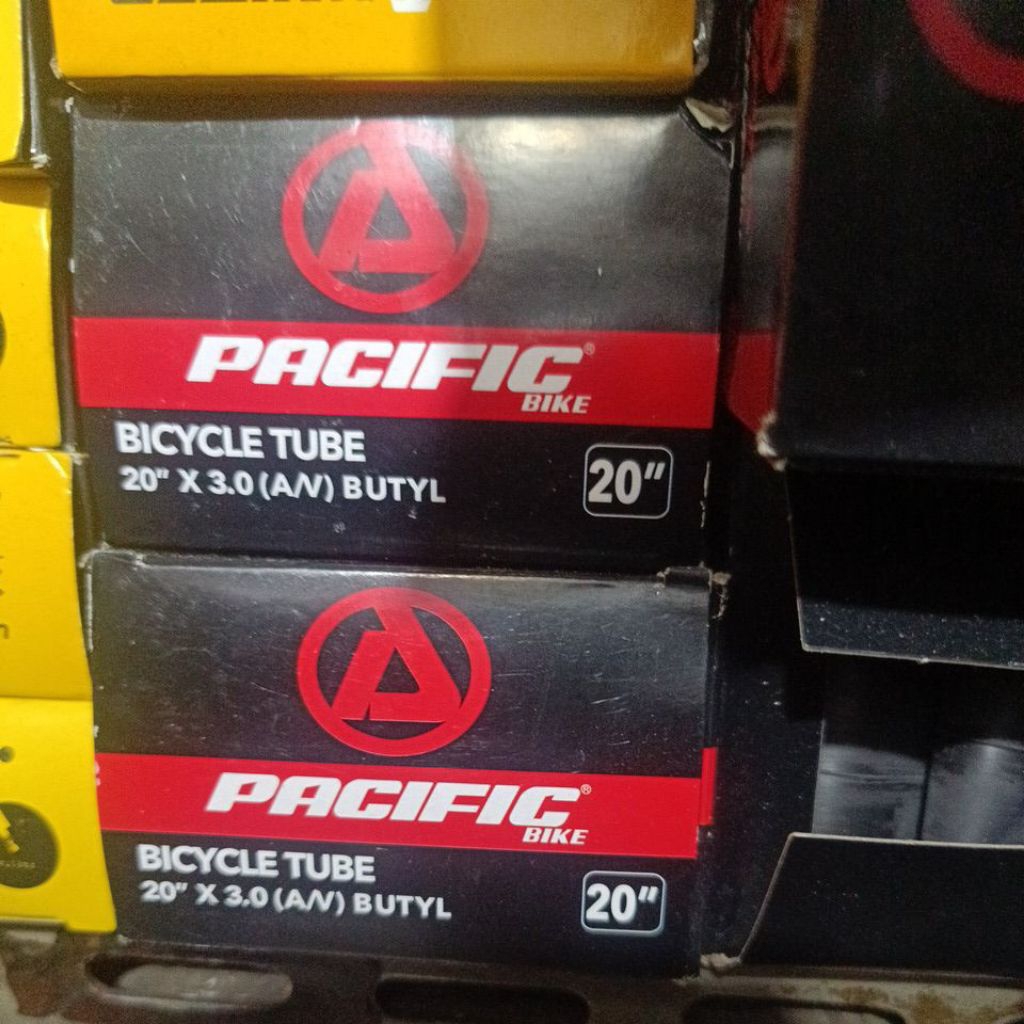 PACIFIC®
BIKE
BICYCLE TUBE
20" X 3.0 (A/V) BUTYL
20"
PACIFIC®
BIKE
BICYCLE TUBE
20" X 3.0 (A/V) BUTYL
20"